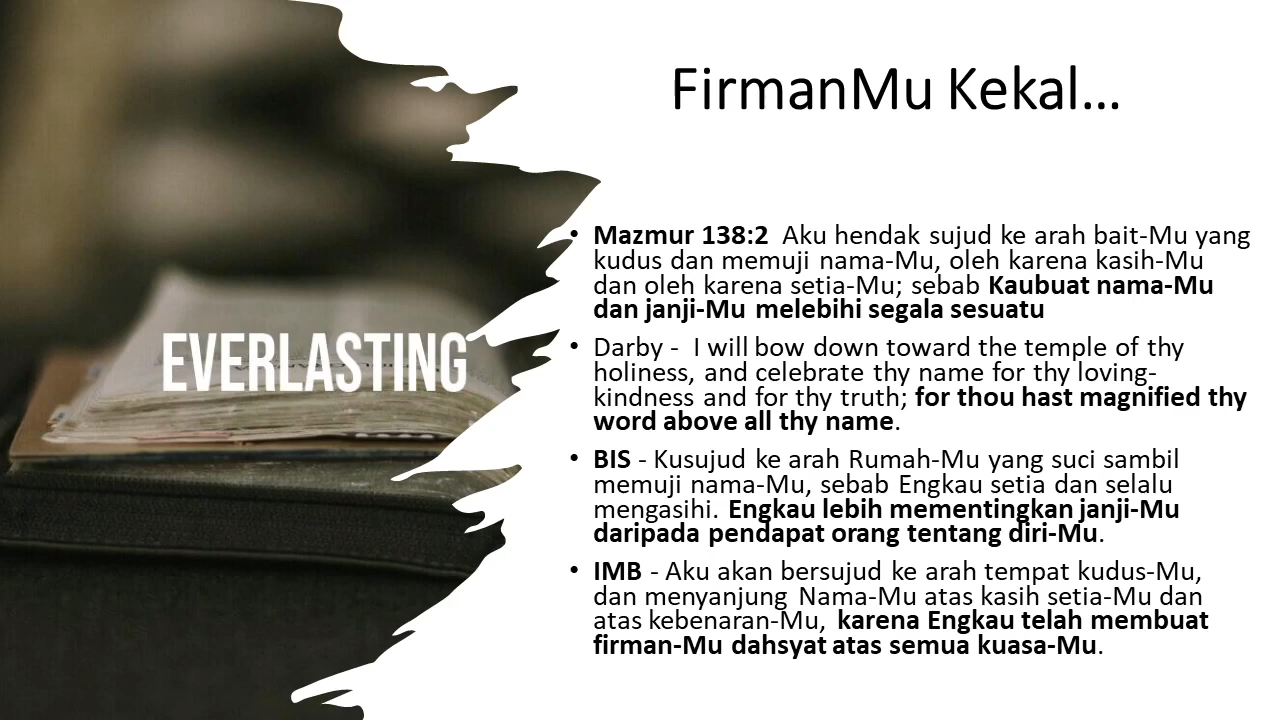 FirmanMu Kekal...
EVERLASTING
• Mazmur 138:2 Aku hendak sujud ke arah bait-Mu yang
kudus dan memuji nama-Mu, oleh karena kasih-Mu
dan oleh karena setia-Mu; sebab Kaubuat nama-Mu
dan janji-Mu melebihi segala sesuatu
• Darby - I will bow down toward the temple of thy
holiness, and celebrate thy name for thy loving-
kindness and for thy truth; for thou hast magnified thy
word above all thy name.
• BIS - Kusujud ke arah Rumah-Mu yang suci sambil
memuji nama-Mu, sebab Engkau setia dan selalu
mengasihi. Engkau lebih mementingkan janji-Mu
daripada pendapat orang tentang diri-Mu.
• IMB - Aku akan bersujud ke arah tempat kudus-Mu,
dan menyanjung Nama-Mu atas kasih setia-Mu dan
atas kebenaran-Mu, karena Engkau telah membuat
firman-Mu dahsyat atas semua kuasa-Mu.